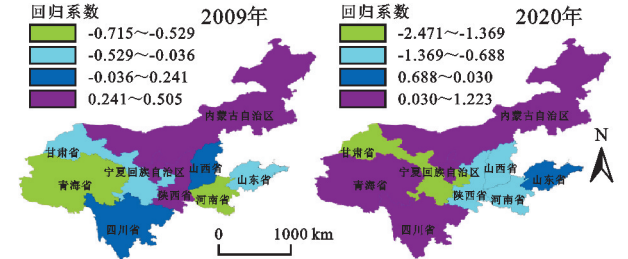 回归系数 2009年
-0.715～-0.529
-0.529～-0.036
-0.036～0.241
0.241～0.505
内蒙古自治区
甘肃省
宁夏回族自治区
山西省
青海省
山东省
陕西省
河南省
四川省
0 1000 km
回归系数 2020年
-2.471～-1.369
-1.369～-0.688
0.688～0.030
0.030～1.223
内蒙古自治区
N
甘肃省
宁夏回族自治区
山西省
青海省
山东省
陕西省
河南省
四川省